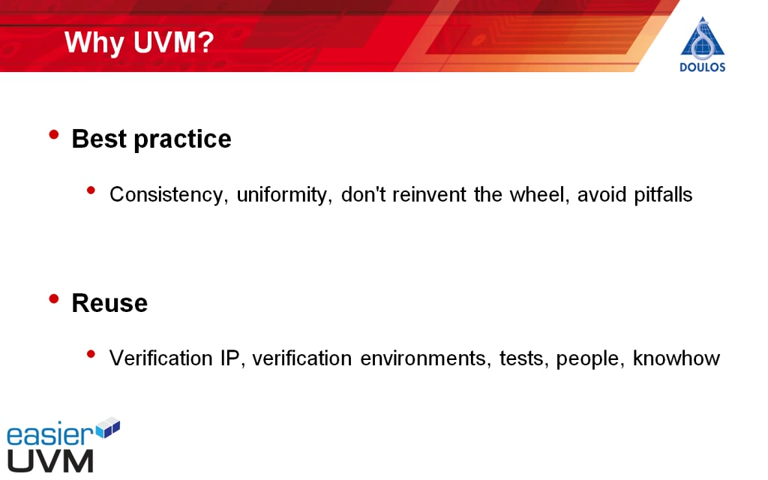 Why UVM?
DOULOS
Best practice
Consistency, uniformity, don't reinvent the wheel, avoid pitfalls
Reuse
Verification IP, verification environments, tests, people, knowhow
easier
UVM